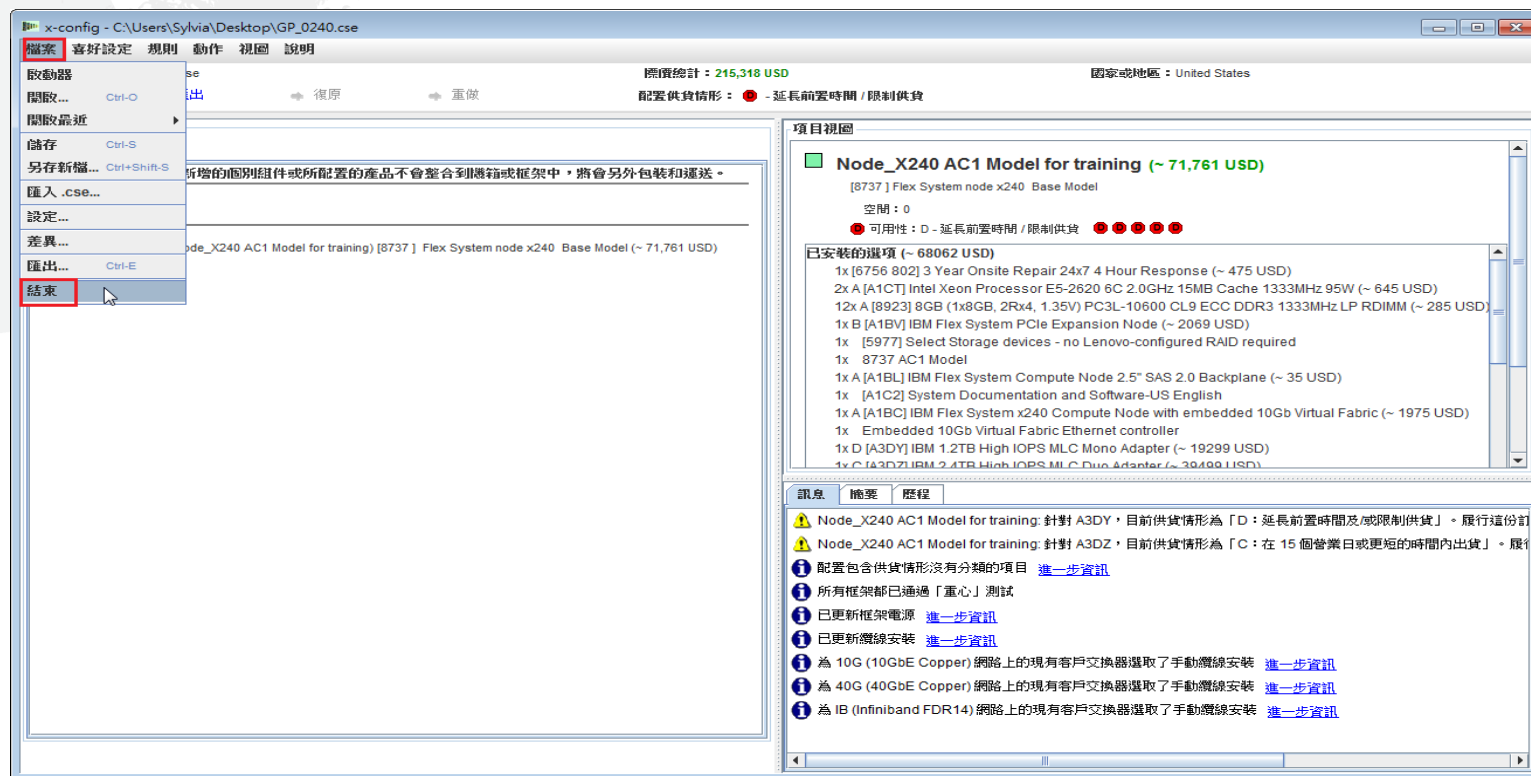 x-config - C:\Users\Sylvia\Desktop\GP_0240.cse
檔案 喜好設定 規則 動作 視圖 說明
se 標價總計：215,318 USD 國家或地區：United States
出 復原 重做 配置供貨情形： D - 延長前置時間 / 限制供貨
啟動器
開啟... Ctrl-O
開啟最近
儲存 Ctrl-S
另存新檔... Ctrl+Shift-S
匯入 .cse...
設定...
差異...
匯出... Ctrl-E
結束
新增的個別組件或所配置的產品不會整合到機箱或框架中，將會另外包裝和運送。
ode_X240 AC1 Model for training) [8737 ] Flex System node x240 Base Model (~ 71,761 USD)
項目視圖
Node_X240 AC1 Model for training (~ 71,761 USD)
[8737 ] Flex System node x240 Base Model
空間：0
D 可用性：D - 延長前置時間 / 限制供貨 D D D D D
已安裝的選項 (~ 68062 USD)
1x [6756 802] 3 Year Onsite Repair 24x7 4 Hour Response (~ 475 USD)
2x A [A1CT] Intel Xeon Processor E5-2620 6C 2.0GHz 15MB Cache 1333MHz 95W (~ 645 USD)
12x A [8923] 8GB (1x8GB, 2Rx4, 1.35V) PC3L-10600 CL9 ECC DDR3 1333MHz LP RDIMM (~ 285 USD)
1x B [A1BV] IBM Flex System PCIe Expansion Node (~ 2069 USD)
1x [5977] Select Storage devices - no Lenovo-configured RAID required
1x 8737 AC1 Model
1x A [A1BL] IBM Flex System Compute Node 2.5" SAS 2.0 Backplane (~ 35 USD)
1x [A1C2] System Documentation and Software-US English
1x A [A1BC] IBM Flex System x240 Compute Node with embedded 10Gb Virtual Fabric (~ 1975 USD)
1x Embedded 10Gb Virtual Fabric Ethernet controller
1x D [A3DY] IBM 1.2TB High IOPS MLC Mono Adapter (~ 19299 USD)
1x C [A3DZ] IBM 2.4TB High IOPS MLC Duo Adapter (~ 39499 USD)
訊息 摘要 歷程
Node_X240 AC1 Model for training: 針對 A3DY，目前供貨情形為「D：延長前置時間及/或限制供貨」。履行這份訂
Node_X240 AC1 Model for training: 針對 A3DZ，目前供貨情形為「C：在 15 個營業日或更短的時間內出貨」。履行
配置包含供貨情形沒有分類的項目 進一步資訊
所有框架都已通過「重心」測試
已更新框架電源 進一步資訊
已更新纜線安裝 進一步資訊
為 10G (10GbE Copper) 網路上的現有客戶交換器選取了手動纜線安裝 進一步資訊
為 40G (40GbE Copper) 網路上的現有客戶交換器選取了手動纜線安裝 進一步資訊
為 IB (Infiniband FDR14) 網路上的現有客戶交換器選取了手動纜線安裝 進一步資訊